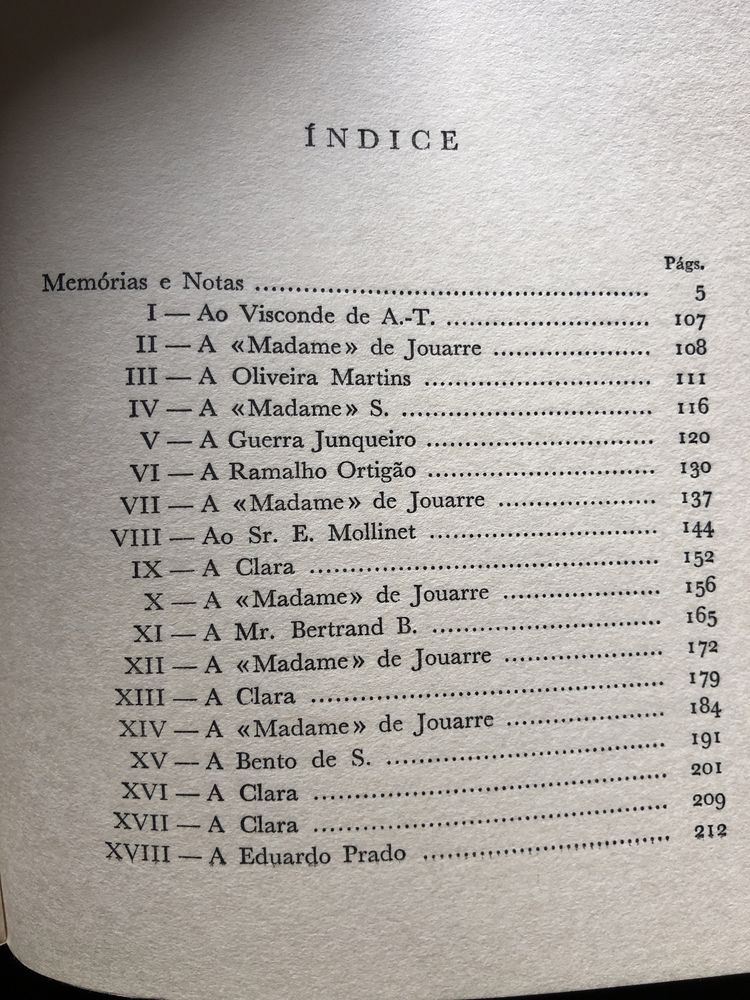 ÍNDICE
Págs.
Memórias e Notas ........................................ 5
I — Ao Visconde de A.-T. ........................ 107
II — A «Madame» de Jouarre .................... 108
III — A Oliveira Martins ........................... 111
IV — A «Madame» S. ............................... 116
V — A Guerra Junqueiro ........................... 120
VI — A Ramalho Ortigão ........................... 130
VII — A «Madame» de Jouarre .................... 137
VIII — Ao Sr. E. Mollinet ........................... 144
IX — A Clara .......................................... 152
X — A «Madame» de Jouarre .................... 156
XI — A Mr. Bertrand B. ........................... 165
XII — A «Madame» de Jouarre .................... 172
XIII — A Clara .......................................... 179
XIV — A «Madame» de Jouarre .................... 184
XV — A Bento de S. ................................. 191
XVI — A Clara .......................................... 201
XVII — A Clara .......................................... 209
XVIII — A Eduardo Prado .............................. 212